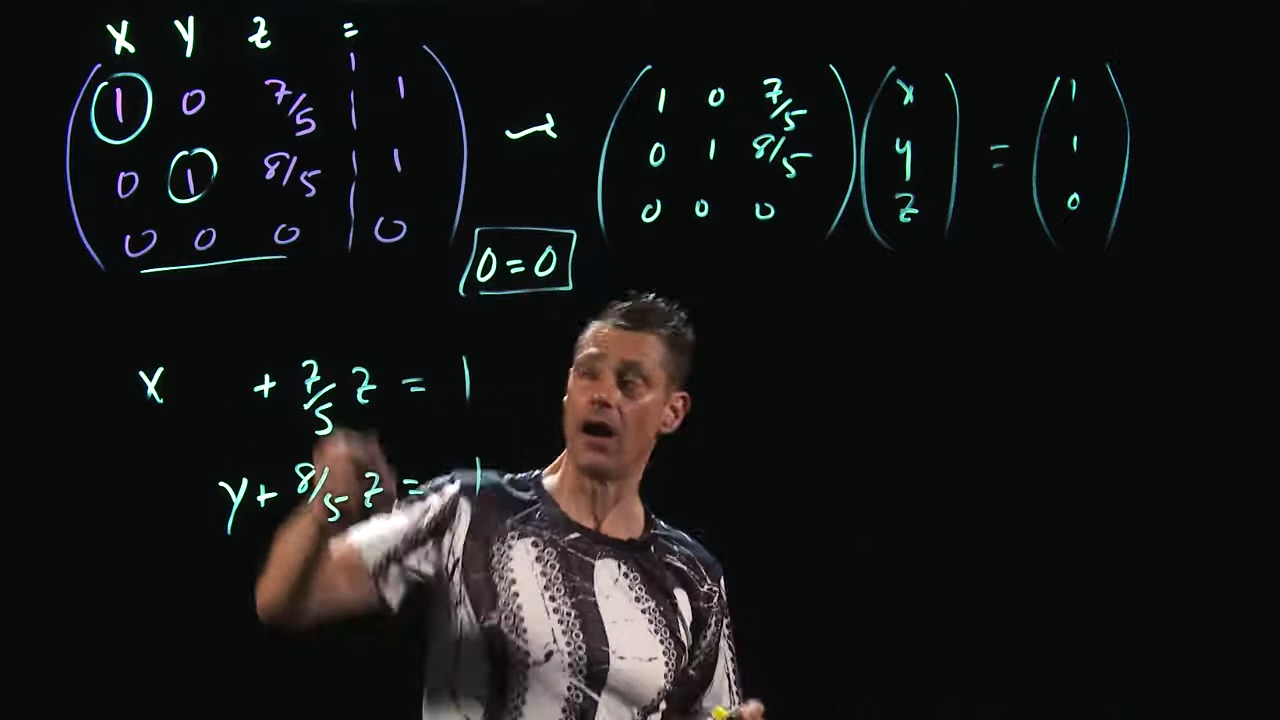 x y z =
1 0 7/5 | 1 → 1 0 7/5 x 1
0 1 8/5 | 1 0 1 8/5 y = 1
0 0 0 | 0 0 0 0 z 0
0 = 0
x + 7/5 z = 1
y + 8/5 z = 1